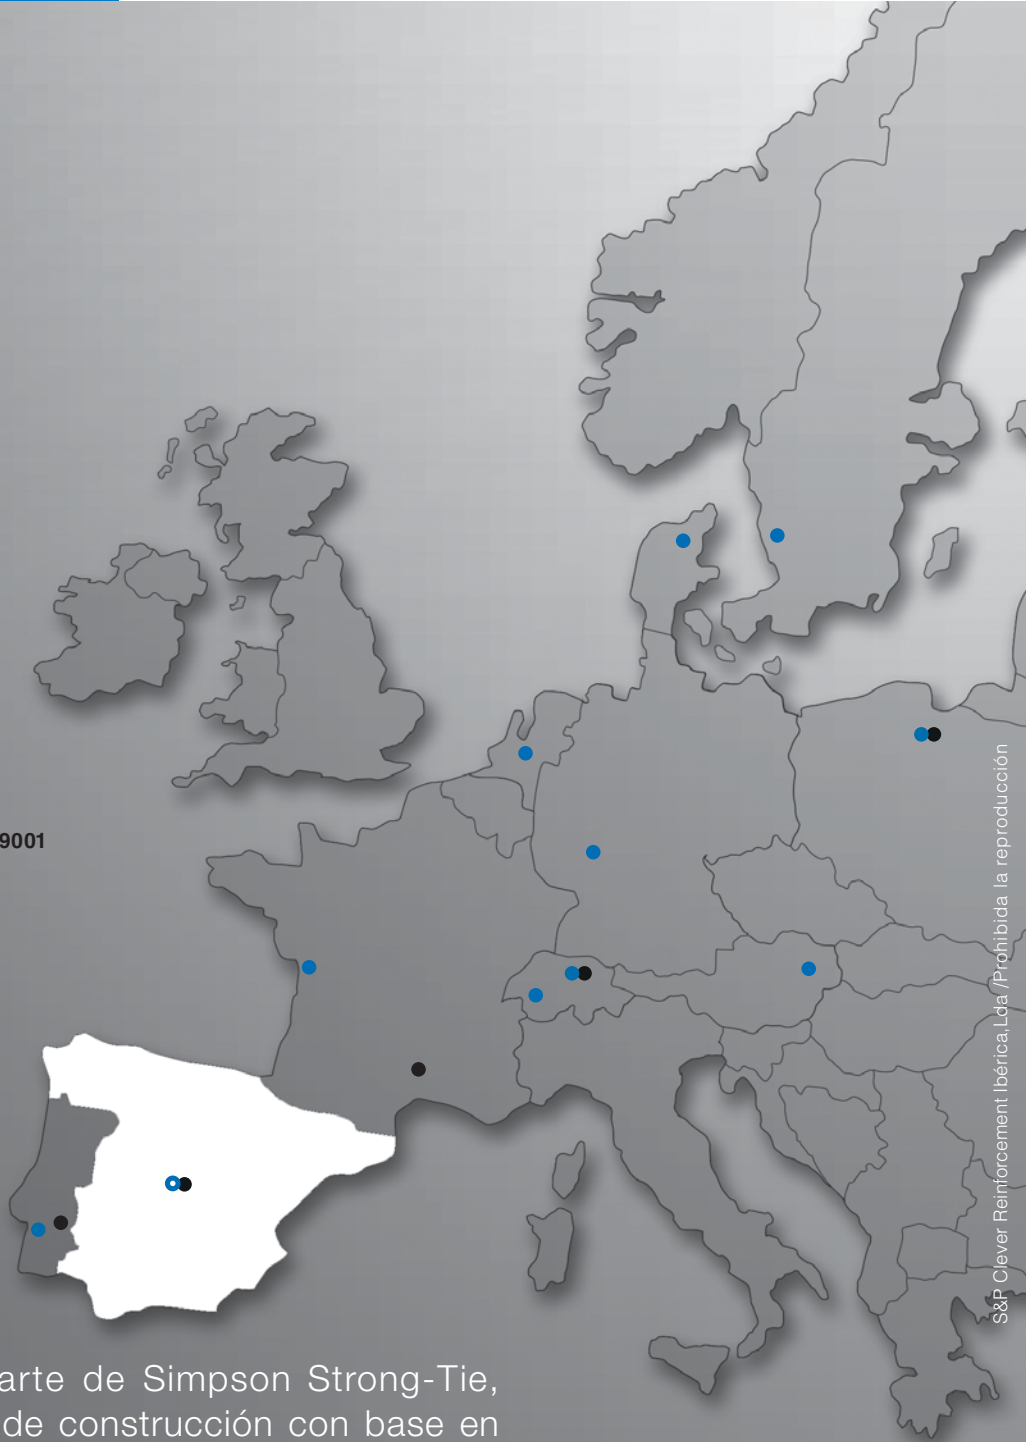 9001
S&P Clever Reinforcement Ibérica,Lda /Prohibida la reproducción
arte de Simpson Strong-Tie,
de construcción con base en